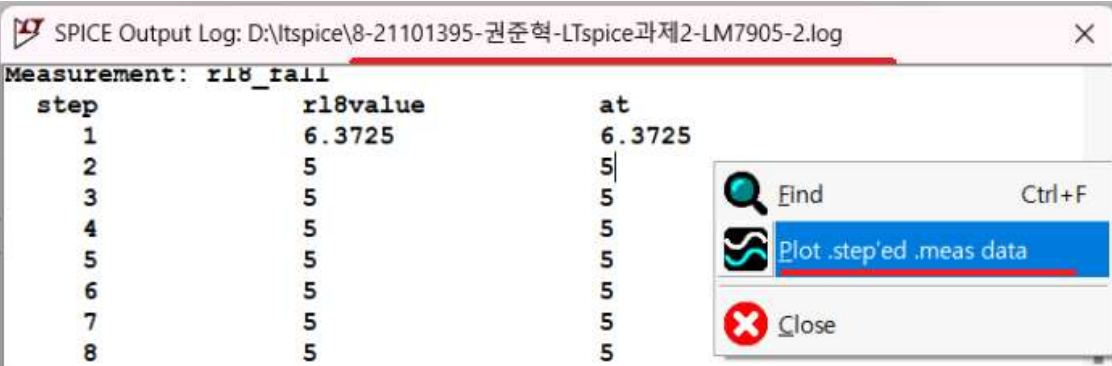 SPICE Output Log: D:\ltspice\8-21101395-권준혁-LTspice과제2-LM7905-2.log
Measurement: rl8_fall
step rl8value at
1 6.3725 6.3725
2 5 5
3 5 5
4 5 5
5 5 5
6 5 5
7 5 5
8 5 5
Find Ctrl+F
Plot .step'ed .meas data
Close